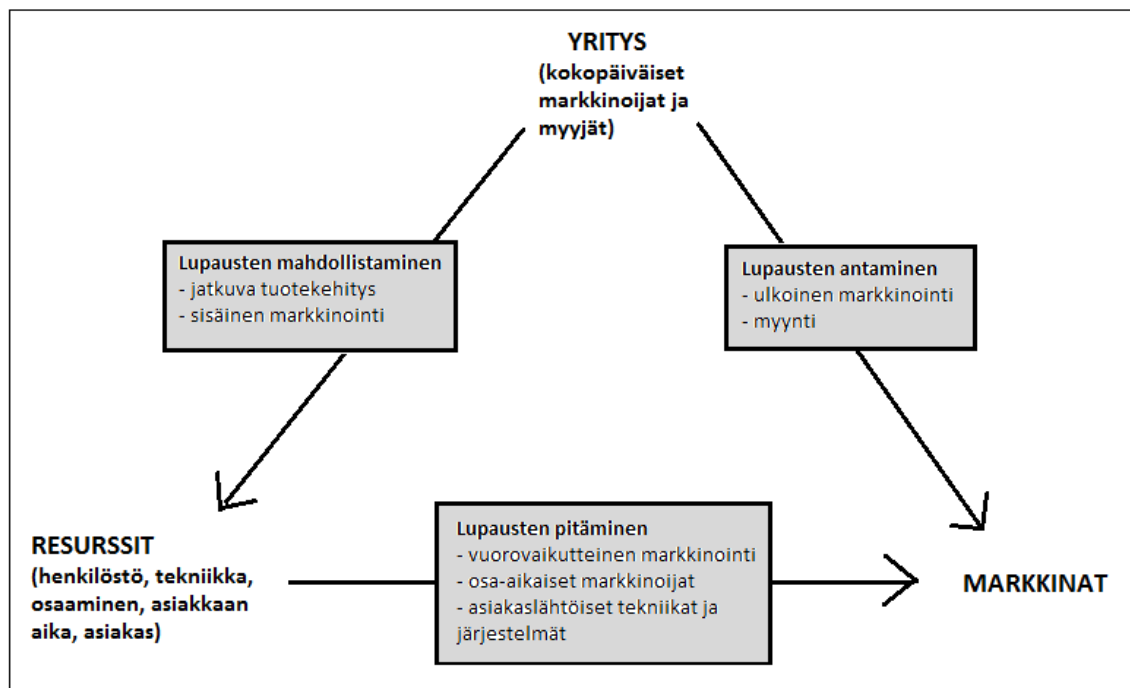 YRITYS
(kokopäiväiset
markkinoijat ja
myyjät)
Lupausten mahdollistaminen
- jatkuva tuotekehitys
- sisäinen markkinointi
Lupausten antaminen
- ulkoinen markkinointi
- myynti
RESURSSIT
(henkilöstö, tekniikka,
osaaminen, asiakkaan
aika, asiakas)
Lupausten pitäminen
- vuorovaikutteinen markkinointi
- osa-aikaiset markkinoijat
- asiakaslähtöiset tekniikat ja
järjestelmät
MARKKINAT